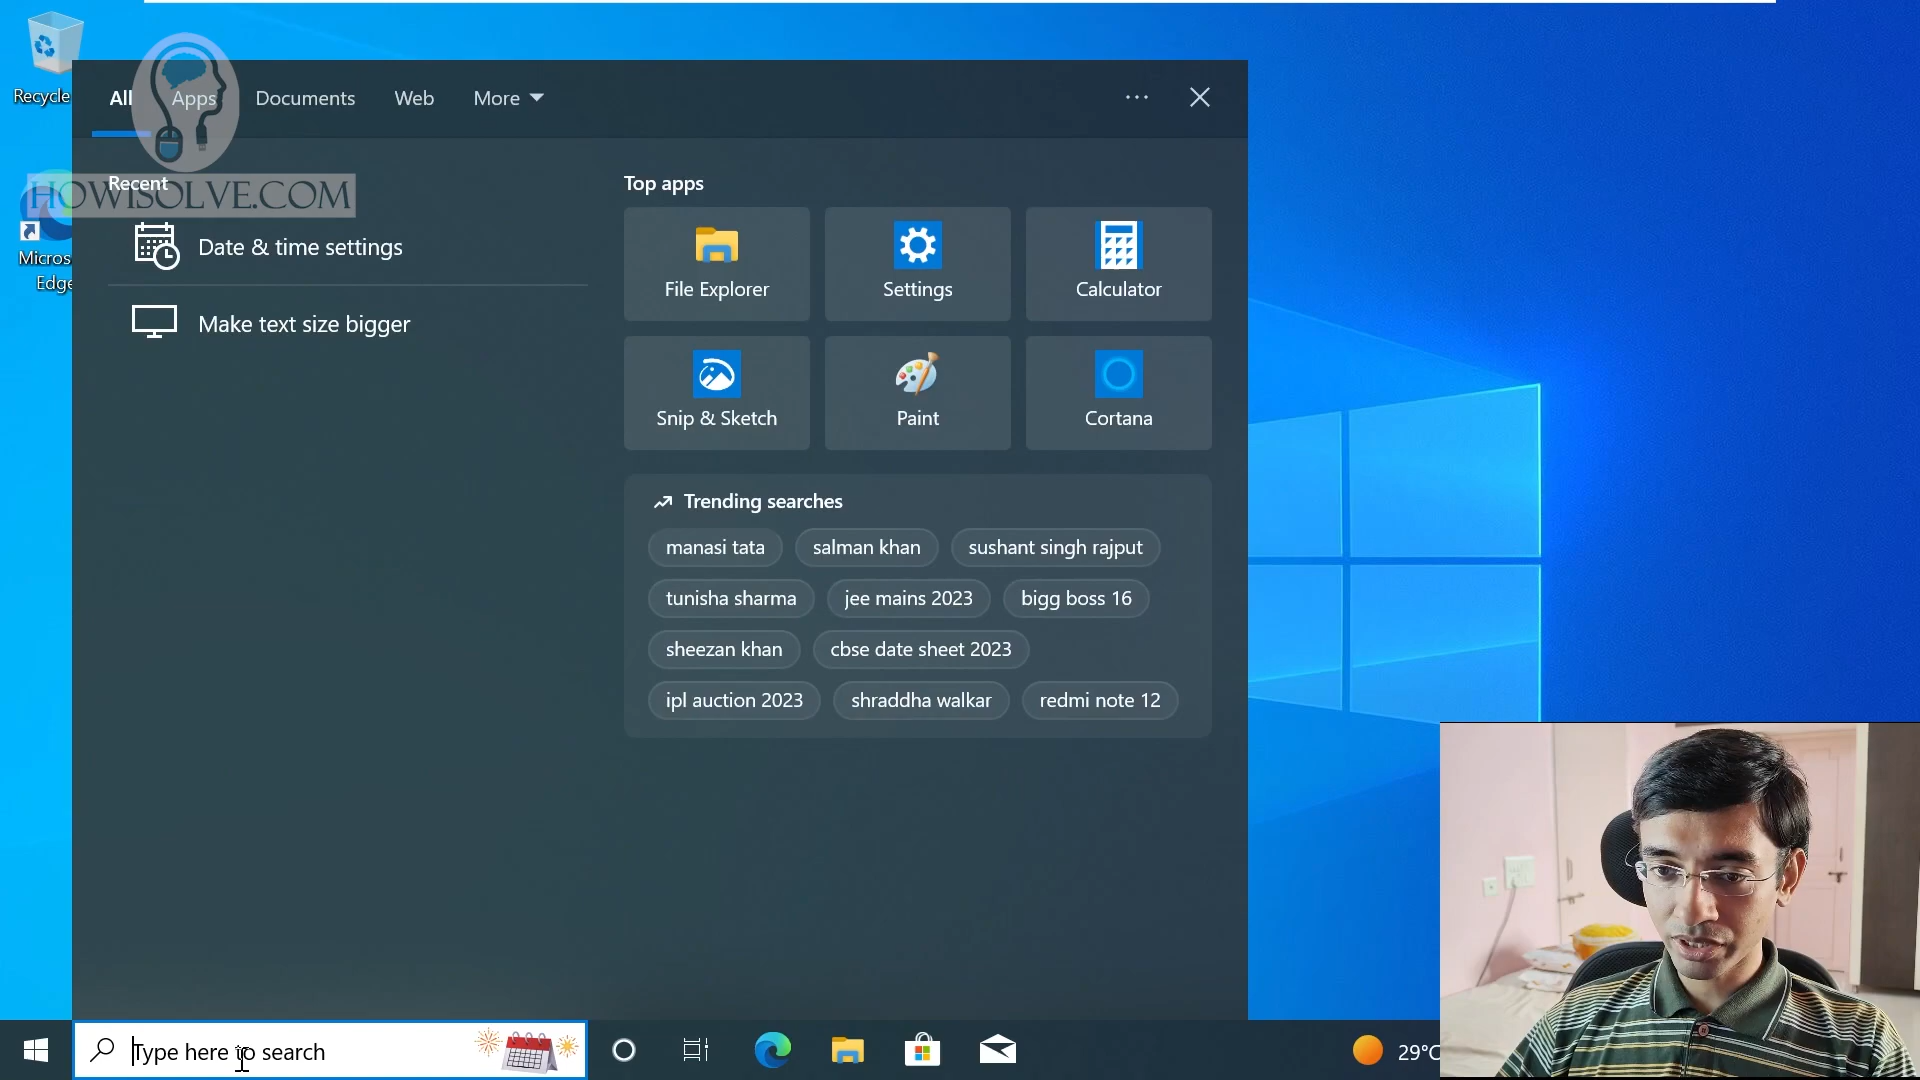 Recycle
All Apps Documents Web More
HOWISOLVE.COM
Recent
Date & time settings
Make text size bigger
Micros
Edge
Top apps
File Explorer Settings Calculator
Snip & Sketch Paint Cortana
Trending searches
manasi tata salman khan sushant singh rajput
tunisha sharma jee mains 2023 bigg boss 16
sheezan khan cbse date sheet 2023
ipl auction 2023 shraddha walkar redmi note 12
Type here to search
29°C